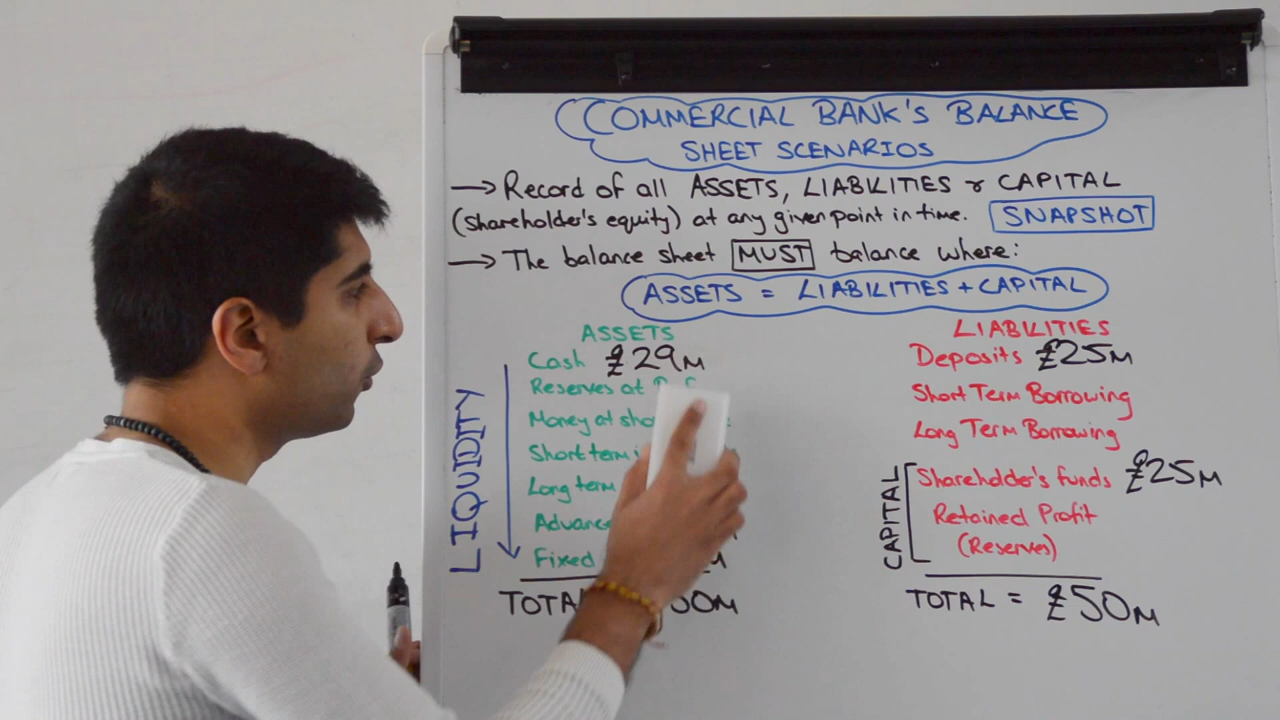 COMMERCIAL BANK'S BALANCE
SHEET SCENARIOS
→ Record of all ASSETS, LIABILITIES & CAPITAL
(shareholder's equity) at any given point in time. SNAPSHOT
→ The balance sheet MUST balance where:
ASSETS = LIABILITIES + CAPITAL
ASSETS
Cash £29M
Reserves at
Money at
Short term
Long term
Fixed
TOTAL
LIQUIDITY
LIABILITIES
Deposits £25M
Short Term Borrowing
Long Term Borrowing
Shareholder's funds £25M
Retained Profit
(Reserves)
CAPITAL
TOTAL = £50M